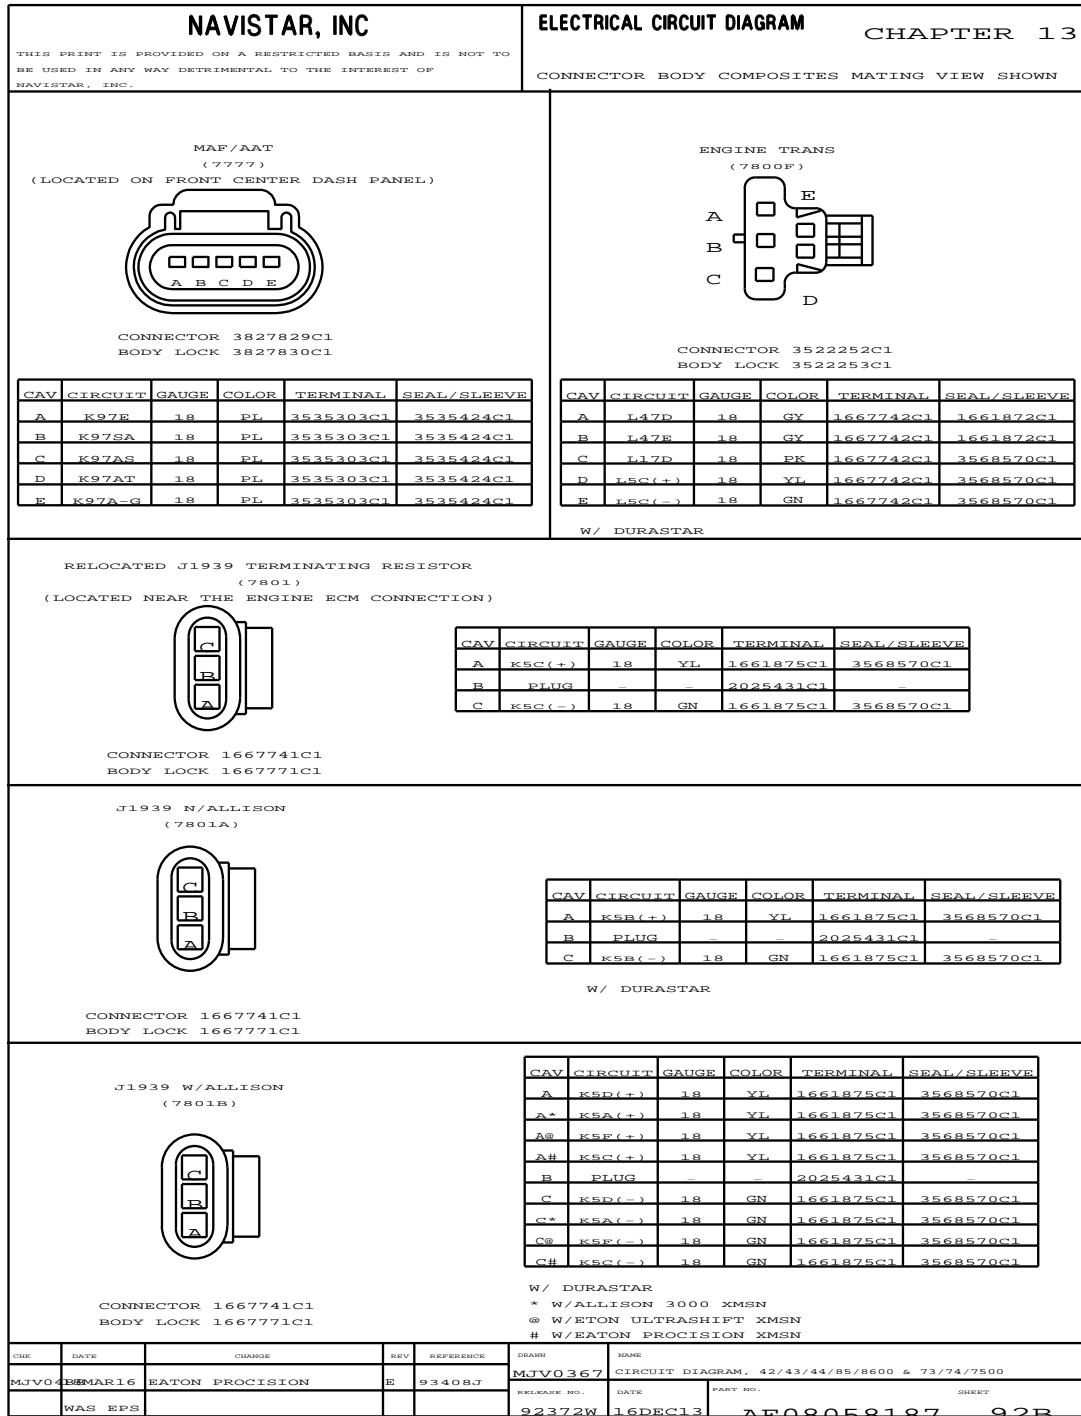 NAVISTAR, INC
THIS PRINT IS PROVIDED ON A RESTRICTED BASIS AND IS NOT TO
BE USED IN ANY WAY DETRIMENTAL TO THE INTEREST OF
NAVISTAR, INC.
ELECTRICAL CIRCUIT DIAGRAM CHAPTER 13
CONNECTOR BODY COMPOSITES MATING VIEW SHOWN
MAF/AAT
(7777)
(LOCATED ON FRONT CENTER DASH PANEL)
A B C D E
CONNECTOR 3827829C1
BODY LOCK 3827830C1
CAV CIRCUIT GAUGE COLOR TERMINAL SEAL/SLEEVE
A K97E 18 PL 3535303C1 3535424C1
B K97SA 18 PL 3535303C1 3535424C1
C K97AS 18 PL 3535303C1 3535424C1
D K97AT 18 PL 3535303C1 3535424C1
E K97A-G 18 PL 3535303C1 3535424C1
ENGINE TRANS
(7800F)
E
A
B
C
D
CONNECTOR 3522252C1
BODY LOCK 3522253C1
CAV CIRCUIT GAUGE COLOR TERMINAL SEAL/SLEEVE
A L47D 18 GY 1667742C1 1661872C1
B L47E 18 GY 1667742C1 1661872C1
C L17D 18 PK 1667742C1 3568570C1
D L5C(+) 18 YL 1667742C1 3568570C1
E L5C(-) 18 GN 1667742C1 3568570C1
W/ DURASTAR
RELOCATED J1939 TERMINATING RESISTOR
(7801)
(LOCATED NEAR THE ENGINE ECM CONNECTION)
C
B
A
CONNECTOR 1667741C1
BODY LOCK 1667771C1
CAV CIRCUIT GAUGE COLOR TERMINAL SEAL/SLEEVE
A K5C(+) 18 YL 1661875C1 3568570C1
B PLUG - - 2025431C1 -
C K5C(-) 18 GN 1661875C1 3568570C1
J1939 N/ALLISON
(7801A)
C
B
A
CONNECTOR 1667741C1
BODY LOCK 1667771C1
CAV CIRCUIT GAUGE COLOR TERMINAL SEAL/SLEEVE
A K5B(+) 18 YL 1661875C1 3568570C1
B PLUG - - 2025431C1 -
C K5B(-) 18 GN 1661875C1 3568570C1
W/ DURASTAR
J1939 W/ALLISON
(7801B)
C
B
A
CONNECTOR 1667741C1
BODY LOCK 1667771C1
CAV CIRCUIT GAUGE COLOR TERMINAL SEAL/SLEEVE
A K5D(+) 18 YL 1661875C1 3568570C1
A* K5A(+) 18 YL 1661875C1 3568570C1
A@ K5F(+) 18 YL 1661875C1 3568570C1
A# K5C(+) 18 YL 1661875C1 3568570C1
B PLUG - - 2025431C1 -
C K5D(-) 18 GN 1661875C1 3568570C1
C* K5A(-) 18 GN 1661875C1 3568570C1
C@ K5F(-) 18 GN 1661875C1 3568570C1
C# K5C(-) 18 GN 1661875C1 3568570C1
W/ DURASTAR
* W/ALLISON 3000 XMSN
@ W/ETON ULTRASHIFT XMSN
# W/EATON PROCISION XMSN
CHK DATE CHANGE REV REFERENCE
EATON PROCISION E 93408J
WAS EPS
DRAWN NAME
MJV0367 CIRCUIT DIAGRAM, 42/43/44/85/8600 & 73/74/7500
RELEASE NO. DATE PART NO. SHEET
92372W 16DEC13 AF08058187 92B